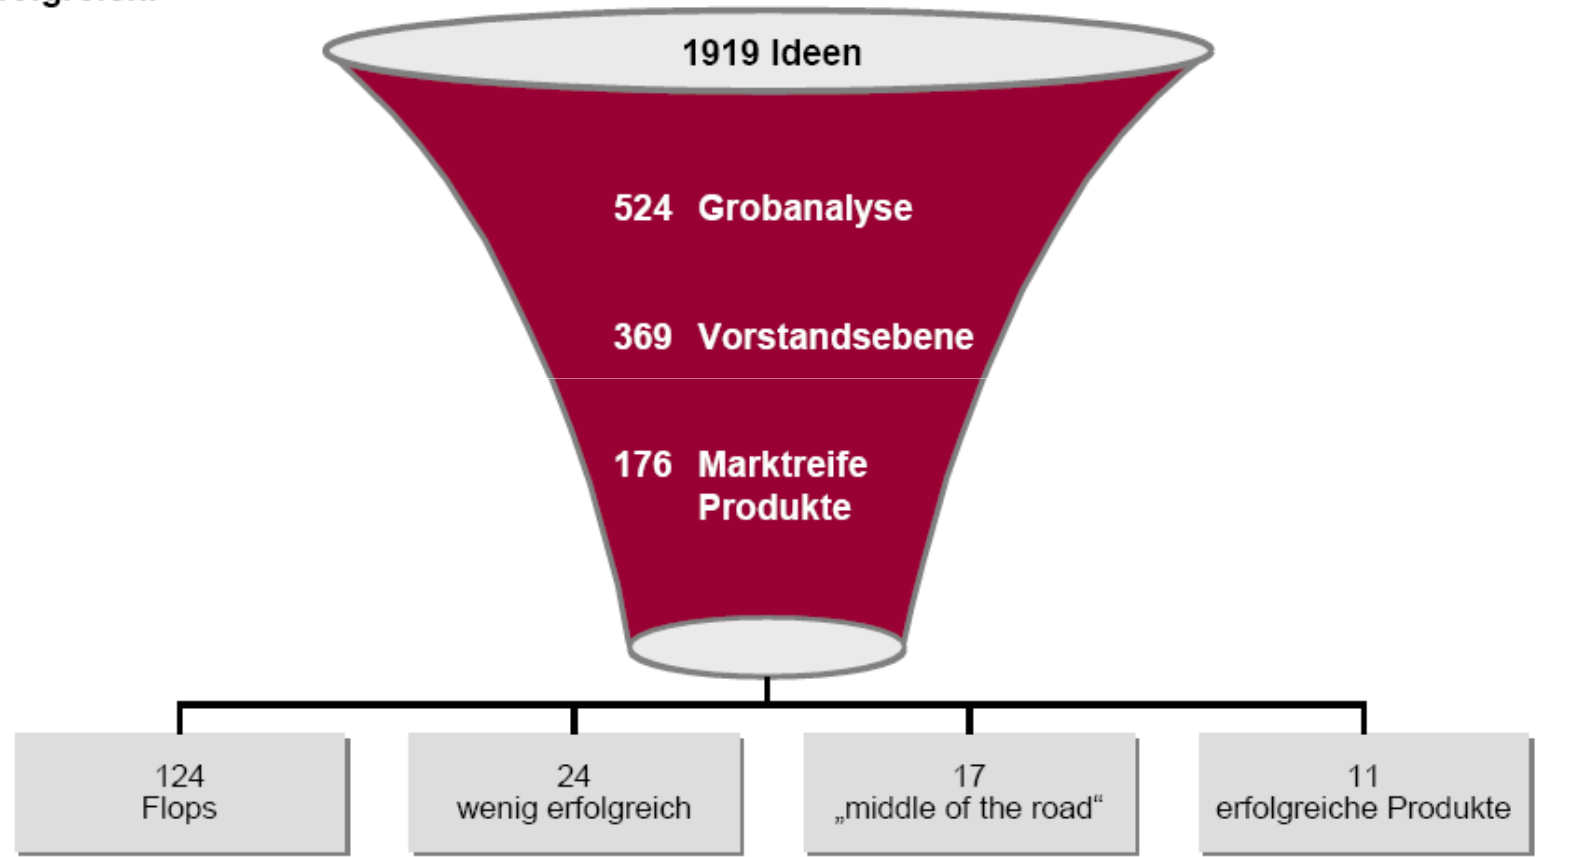 1919 Ideen
524 Grobanalyse
369 Vorstandsebene
176 Marktreife
Produkte
124
Flops
24
wenig erfolgreich
17
„middle of the road“
11
erfolgreiche Produkte